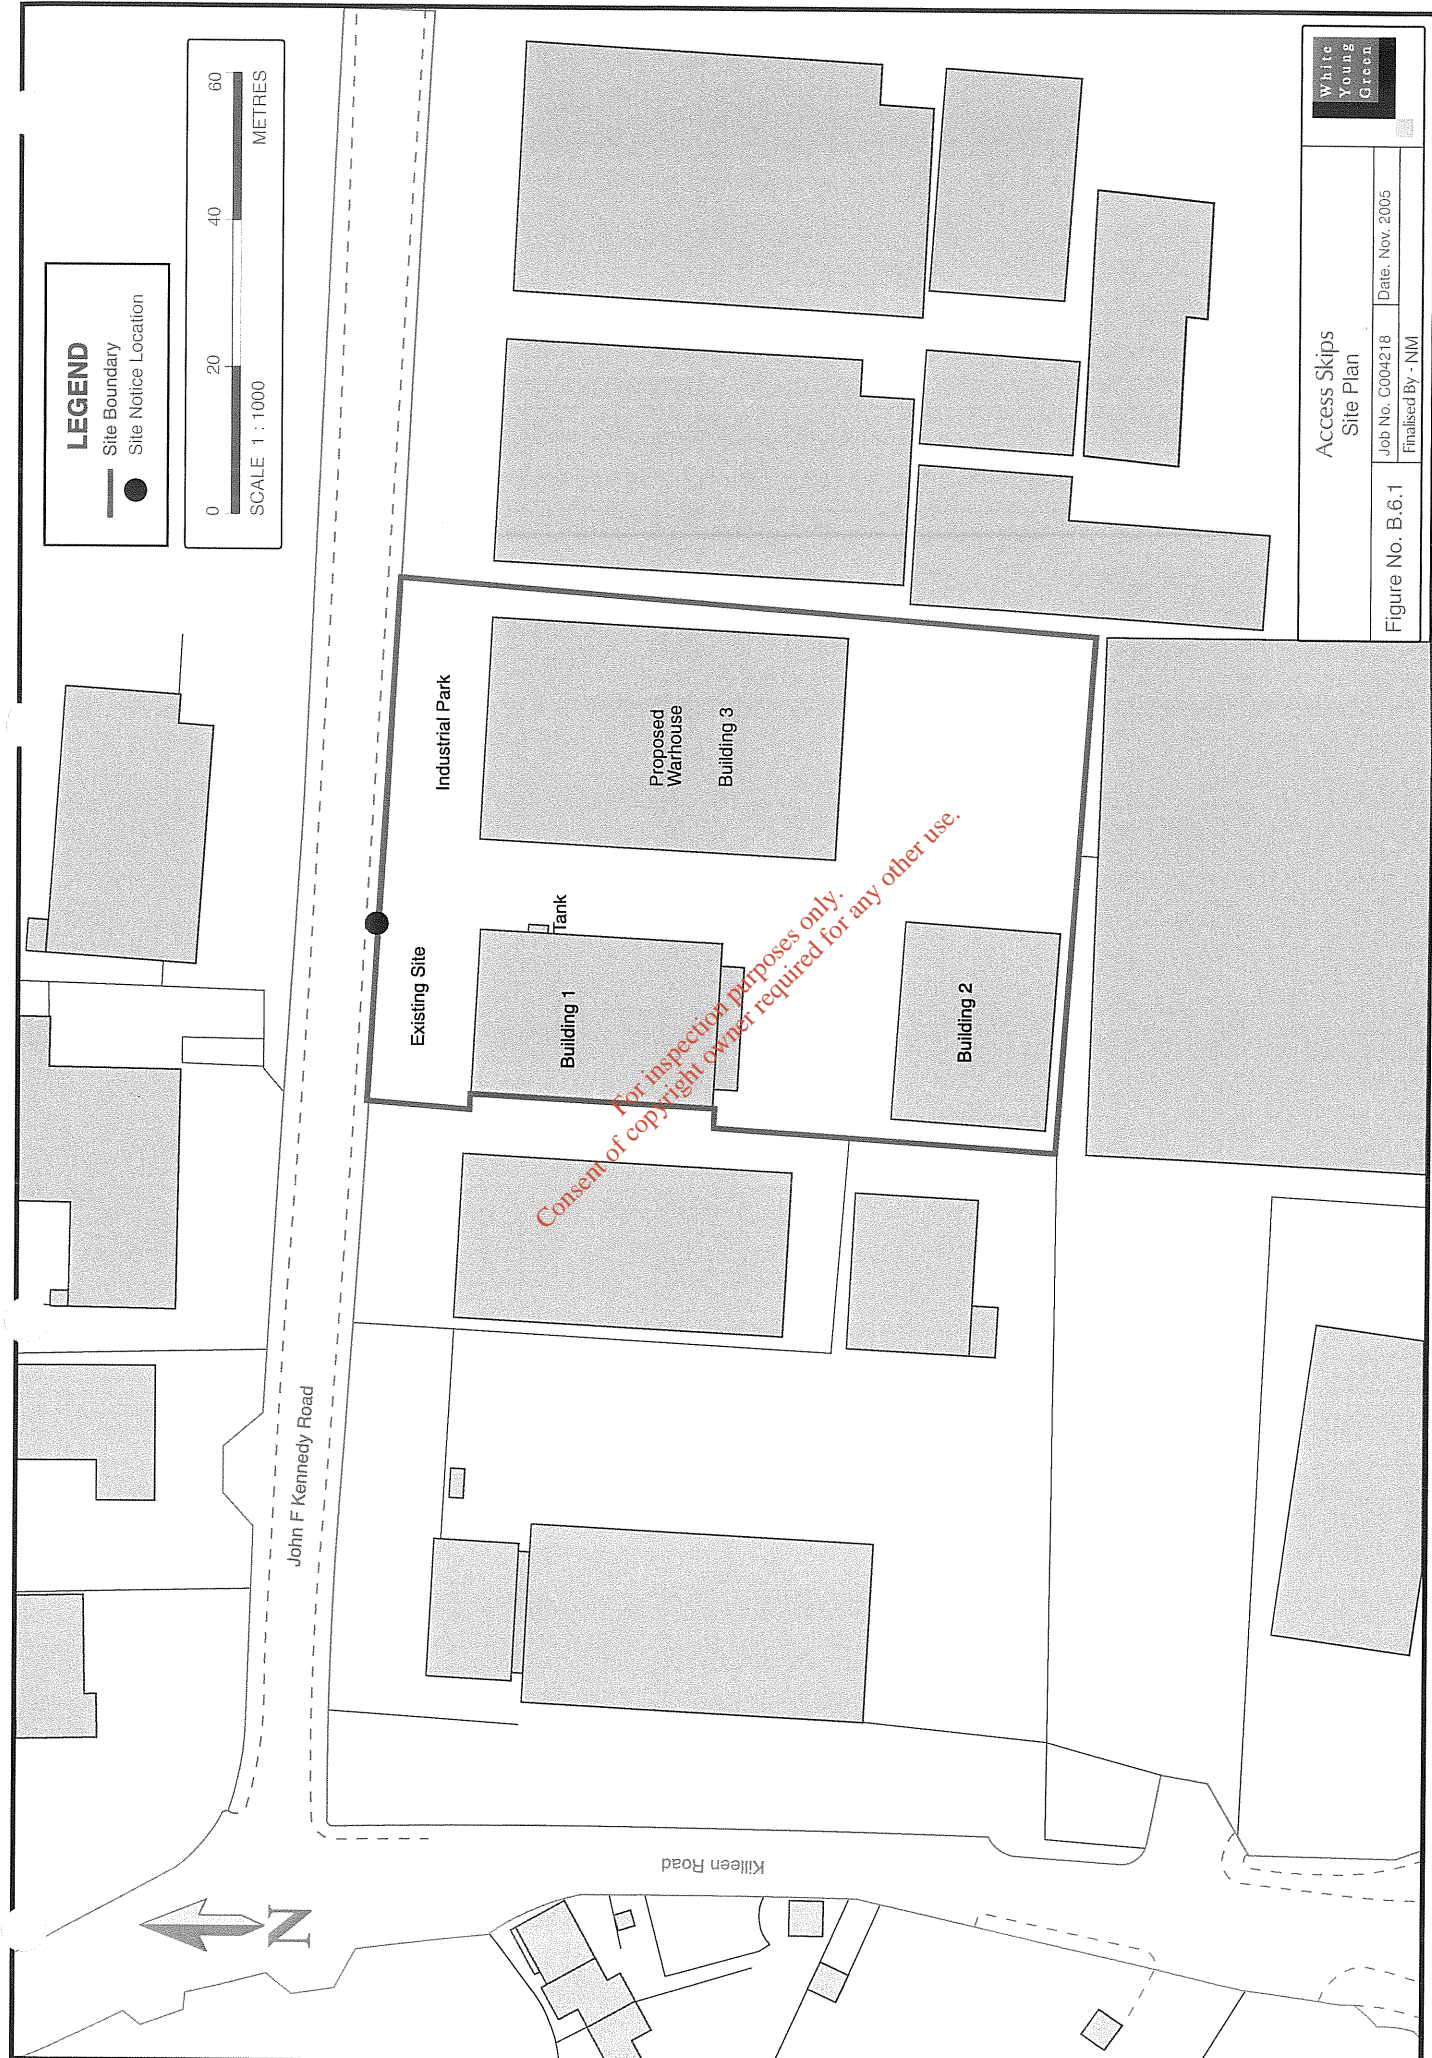 LEGEND
Site Boundary
Site Notice Location
0 20 40 60
SCALE 1 : 1000 METRES
John F Kennedy Road
Killeen Road
N
Existing Site
Industrial Park
Building 1
Tank
Proposed
Warhouse
Building 3
Building 2
For inspection purposes only.
Consent of copyright owner required for any other use.
Access Skips
Site Plan
Figure No. B.6.1
Job No. C004218
Date. Nov. 2005
Finalised By - NM
White
Young
Green